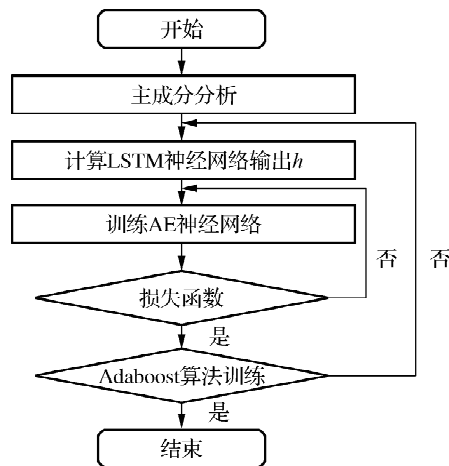 开始
主成分分析
计算LSTM神经网络输出h
训练AE神经网络
否
否
损失函数
是
Adaboost算法训练
是
结束